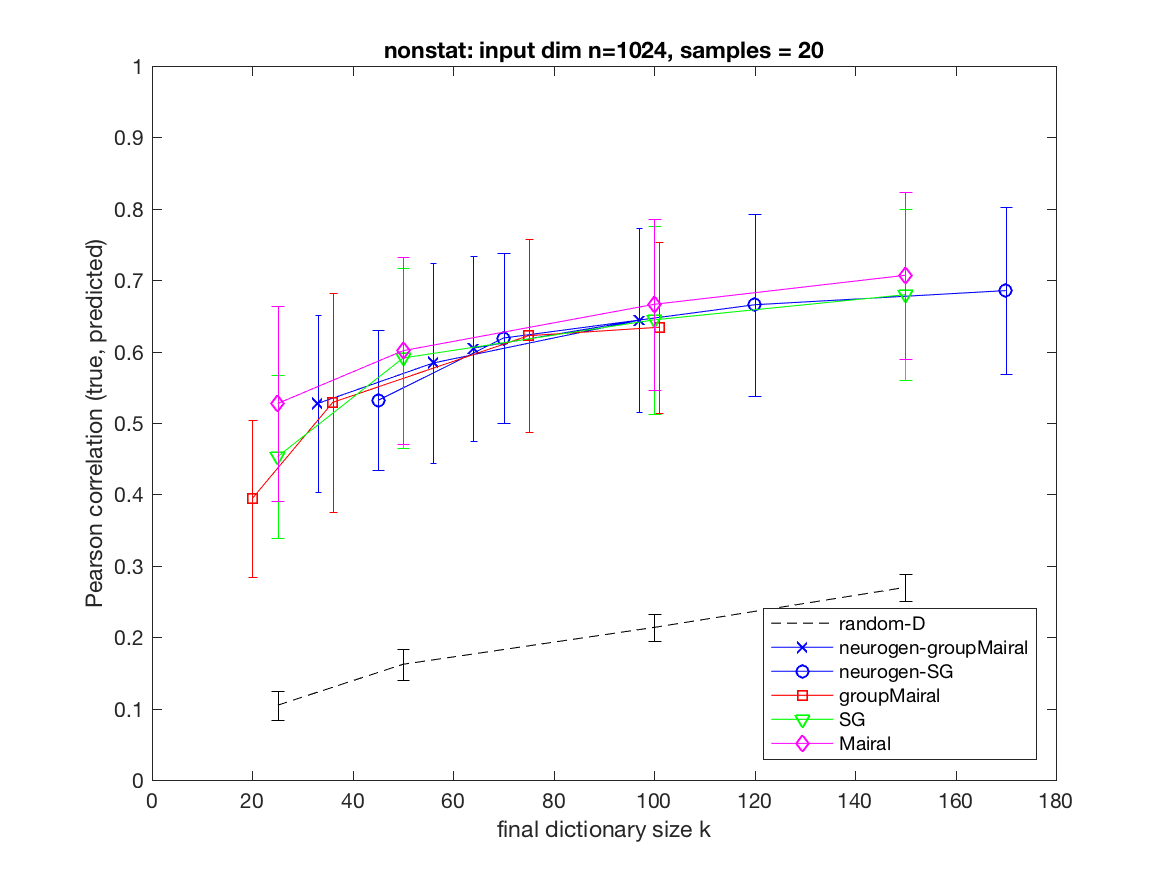 nonstat: input dim n=1024, samples = 20
1
0.9
0.8
0.7
0.6
0.5
0.4
0.3
0.2
0.1
0
Pearson correlation (true, predicted)
random-D
neurogen-groupMairal
neurogen-SG
groupMairal
SG
Mairal
0 20 40 60 80 100 120 140 160 180
final dictionary size k